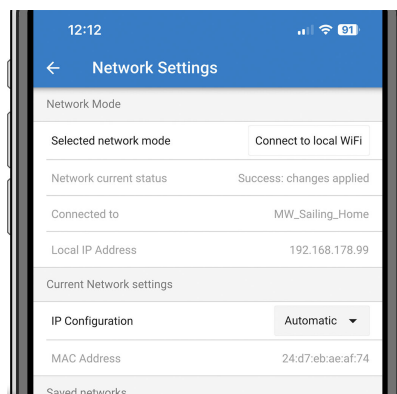 12:12
91
Network Settings
Network Mode
Selected network mode Connect to local WiFi
Network current status Success: changes applied
Connected to MW_Sailing_Home
Local IP Address 192.168.178.99
Current Network settings
IP Configuration Automatic
MAC Address 24:d7:eb:ae:af:74
Saved networks